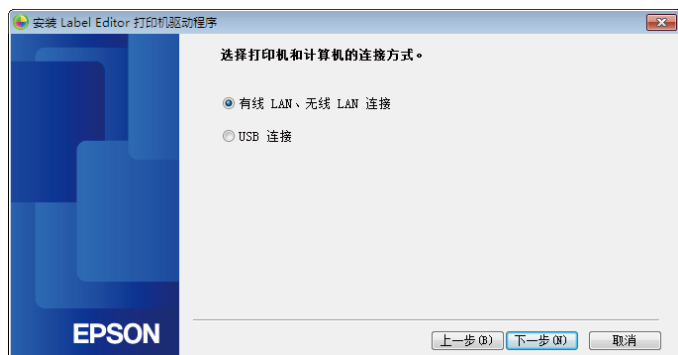 安装 Label Editor 打印机驱动程序
选择打印机和计算机的连接方式。
有线 LAN、无线 LAN 连接
USB 连接
EPSON
上一步(B) 下一步(N) 取消